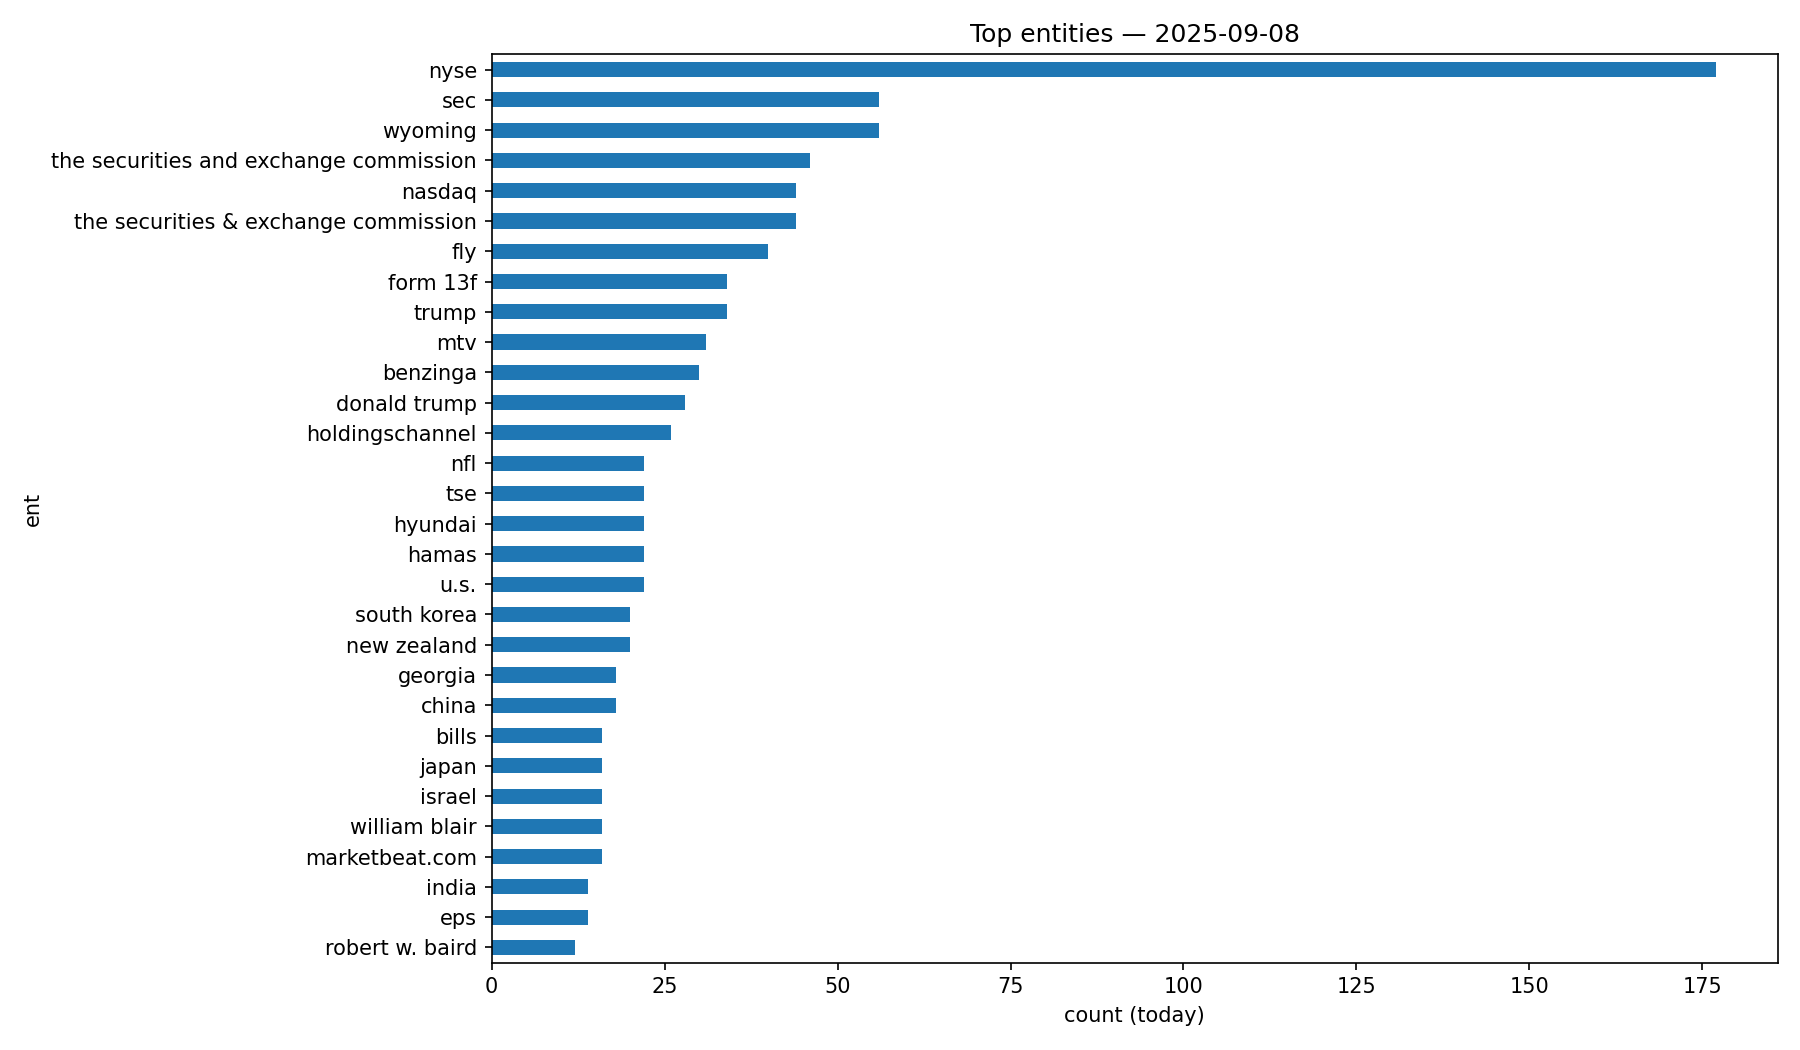 Top entities — 2025-09-08
nyse
sec
wyoming
the securities and exchange commission
nasdaq
the securities & exchange commission
fly
form 13f
trump
mtv
benzinga
donald trump
holdingschannel
nfl
tse
hyundai
hamas
u.s.
south korea
new zealand
georgia
china
bills
japan
israel
william blair
marketbeat.com
india
eps
robert w. baird
ent
0 25 50 75 100 125 150 175
count (today)